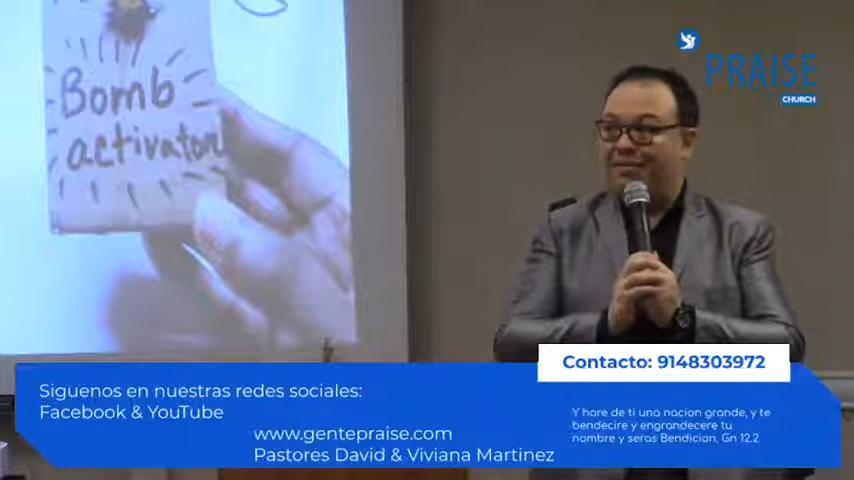 Bomb
activator
PRAISE
CHURCH
Contacto: 9148303972
Siguenos en nuestras redes sociales:
Facebook & YouTube
www.gentepraise.com
Pastores David & Viviana Martinez
Y hare de ti una nacion grande, y te
bendecire y engrandecere tu
nombre y seras Bendicion, Gn 12.2